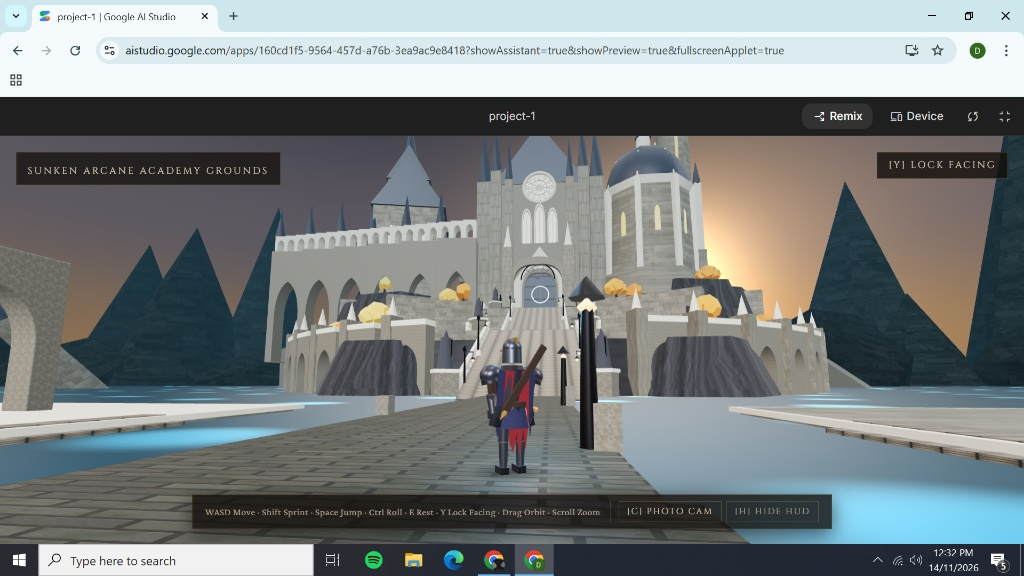 project-1 | Google AI Studio
aistudio.google.com/apps/160cd1f5-9564-457d-a76b-3ea9ac9e8418?showAssistant=true&showPreview=true&fullscreenApplet=true
D
project-1
Remix
Device
SUNKEN ARCANE ACADEMY GROUNDS
[Y] LOCK FACING
WASD Move · Shift Sprint · Space Jump · Ctrl Roll · E Rest · Y Lock Facing · Drag Orbit · Scroll Zoom
[C] PHOTO CAM
[H] HIDE HUD
Type here to search
D
12:32 PM
14/11/2026
5